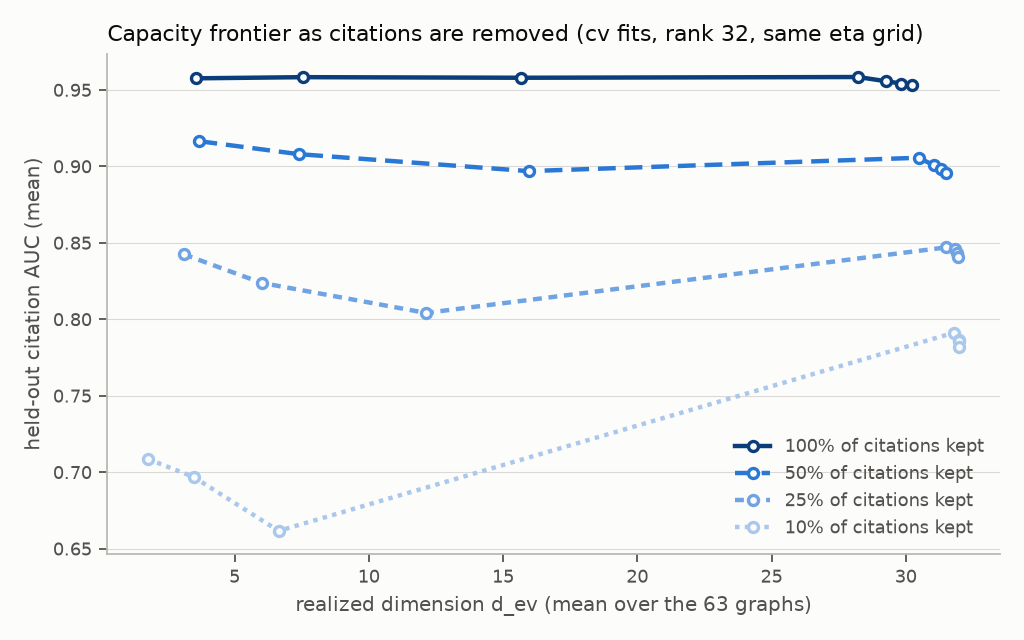 Capacity frontier as citations are removed (cv fits, rank 32, same eta grid)
held-out citation AUC (mean)
0.95
0.90
0.85
0.80
0.75
0.70
0.65
100% of citations kept
50% of citations kept
25% of citations kept
10% of citations kept
5 10 15 20 25 30
realized dimension d_ev (mean over the 63 graphs)